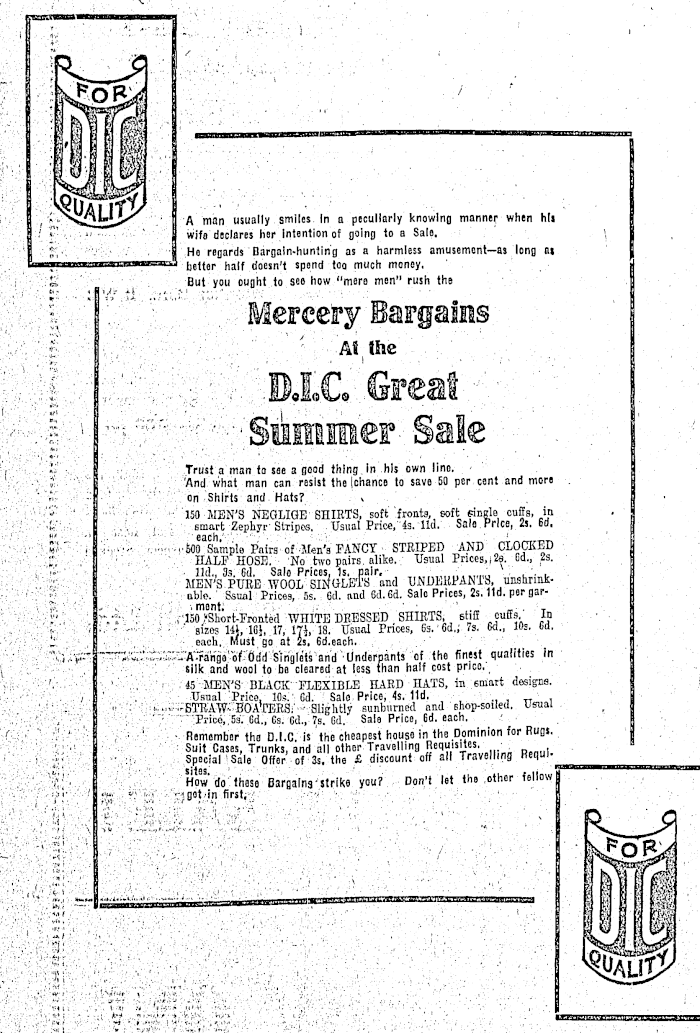 FOR
DIC
QUALITY
A man usually smiles in a peculiarly knowing manner when his
wife declares her intention of going to a Sale.
He regards Bargain-hunting as a harmless amusement—as long as
better half doesn't spend too much money.
But you ought to see how "mere men" rush the
Mercery Bargains
At the
D.I.C. Great
Summer Sale
Trust a man to see a good thing in his own line.
And what man can resist the chance to save 50 per cent and more
on Shirts and Hats?
150 MEN'S NEGLIGE SHIRTS, soft fronts, soft single cuffs, in
smart Zephyr Stripes. Usual Price, 4s. 11d. Sale Price, 2s. 6d.
each.
500 Sample Pairs of Men's FANCY STRIPED AND CLOCKED
HALF HOSE. No two pairs alike. Usual Prices, 2s. 6d., 2s.
11d., 3s. 6d. Sale Prices, 1s. pair.
MEN'S PURE WOOL SINGLETS and UNDERPANTS, unshrink-
able. Ssual Prices, 5s. 6d. and 6d. 6d. Sale Prices, 2s. 11d. per gar-
ment.
150 Short-Fronted WHITE DRESSED SHIRTS, stiff cuffs. In
sizes 14½, 16½, 17, 17½, 18. Usual Prices, 6s. 6d.; 7s. 6d., 10s. 6d.
each. Must go at 2s. 6d. each.
A range of Odd Singlets and Underpants of the finest qualities in
silk and wool to be cleared at less than half cost price.
45 MEN'S BLACK FLEXIBLE HARD HATS, in smart designs.
Usual Price, 10s. 6d. Sale Price, 4s. 11d.
STRAW BOATERS. Slightly sunburned and shop-soiled. Usual
Price, 5s. 6d., 6s. 6d., 7s. 6d. Sale Price, 6d. each.
Remember the D.I.C. is the cheapest house in the Dominion for Rugs.
Suit Cases, Trunks, and all other Travelling Requisites.
Special Sale Offer of 3s. the £ discount off all Travelling Requi-
sites.
How do these Bargains strike you? Don't let the other fellow
get in first.
FOR
DIC
QUALITY